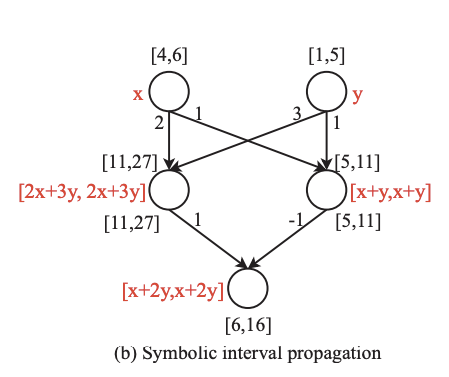 [4,6] [1,5]
x y
2 1 3 1
[11,27] [5,11]
[2x+3y, 2x+3y] [x+y,x+y]
[11,27] 1 -1 [5,11]
[x+2y,x+2y]
[6,16]
(b) Symbolic interval propagation